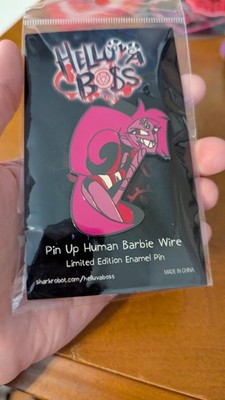 HELLUVA
BOSS
Pin Up Human Barbie Wire
Limited Edition Enamel Pin
sharkrobot.com/helluvaboss
MADE IN CHINA